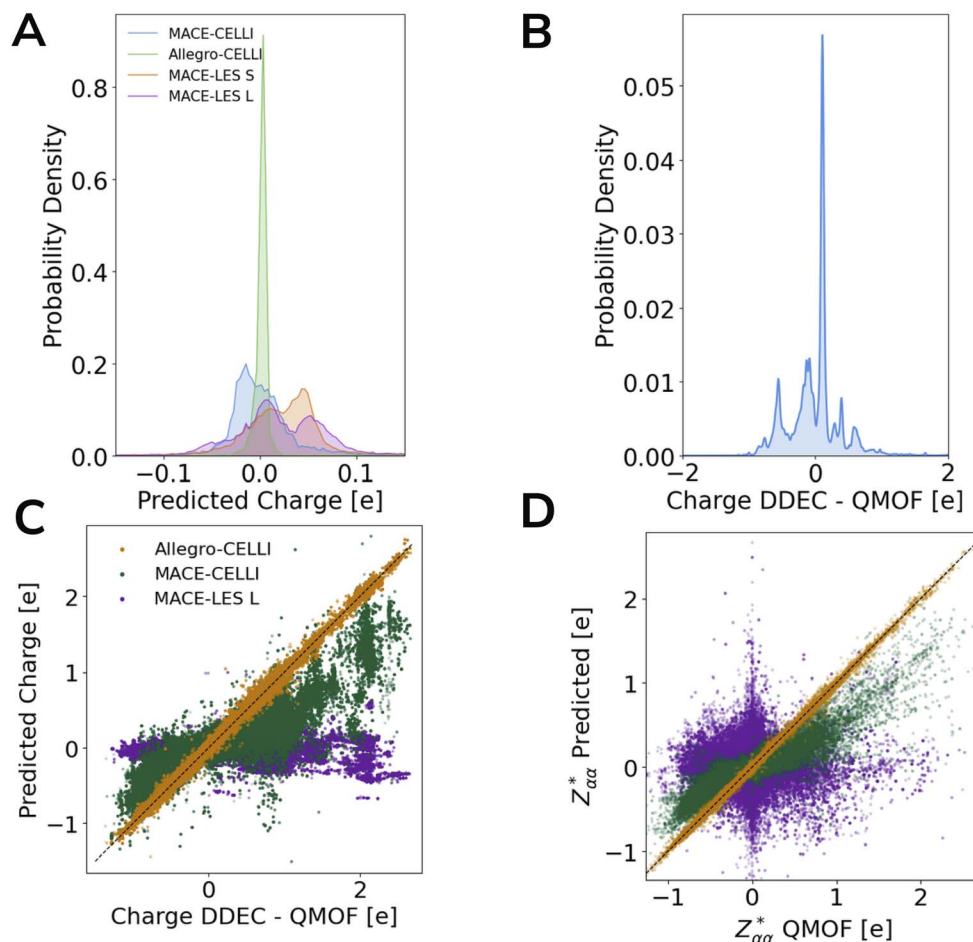 A
MACE-CELLI
Allegro-CELLI
MACE-LES S
MACE-LES L
Probability Density
0.8
0.6
0.4
0.2
0.0
−0.1
0.0
0.1
Predicted Charge [e]
B
Probability Density
0.05
0.04
0.03
0.02
0.01
0.00
−2
0
2
Charge DDEC - QMOF [e]
C
Allegro-CELLI
MACE-CELLI
MACE-LES L
Predicted Charge [e]
2
1
0
−1
0
2
Charge DDEC - QMOF [e]
D
Z*αα Predicted [e]
2
1
0
−1
−1
0
1
2
Z*αα QMOF [e]